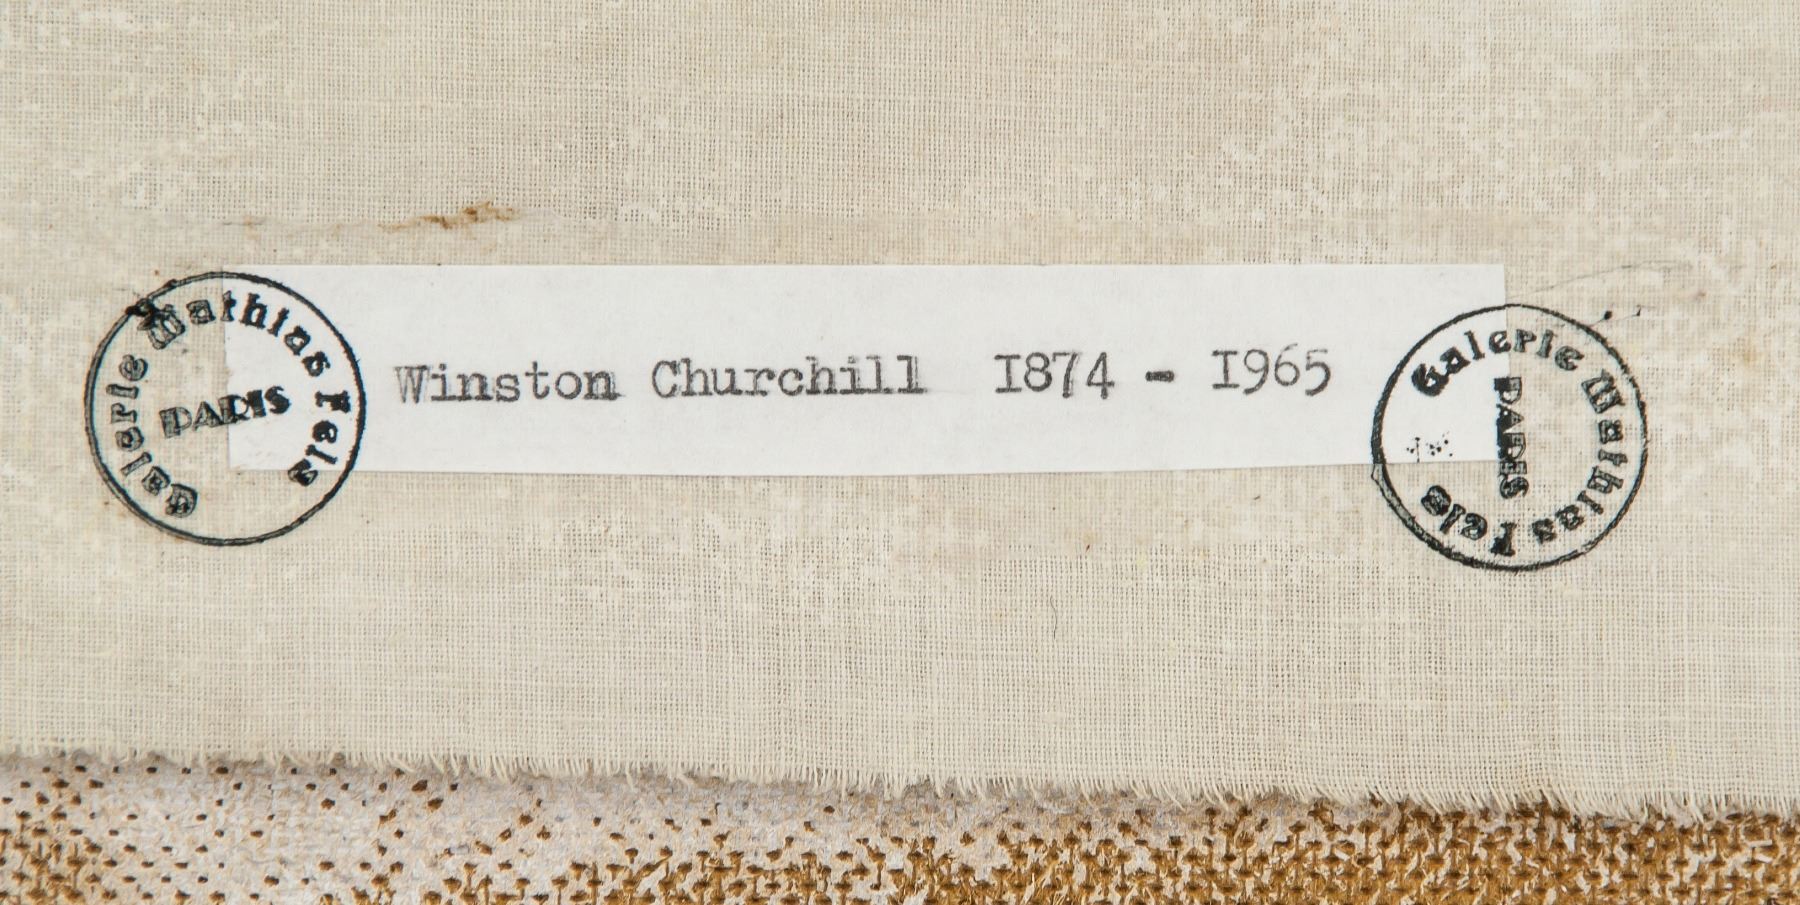 Galerie Mathias Fels
PARIS
Winston Churchill 1874 - 1965
Galerie Mathias Fels
PARIS